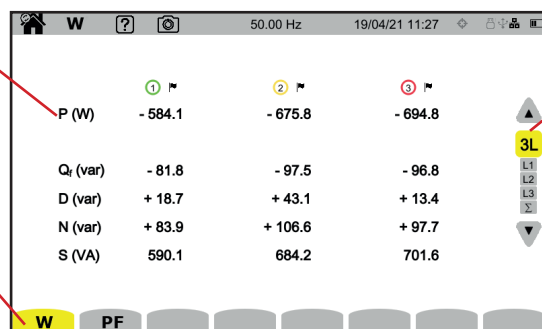 W ? 50.00 Hz 19/04/21 11:27
1 2 3
P (W) - 584.1 - 675.8 - 694.8
3L
L1
L2
L3
Σ
Qf (var) - 81.8 - 97.5 - 96.8
D (var) + 18.7 + 43.1 + 13.4
N (var) + 83.9 + 106.6 + 97.7
S (VA) 590.1 684.2 701.6
W PF